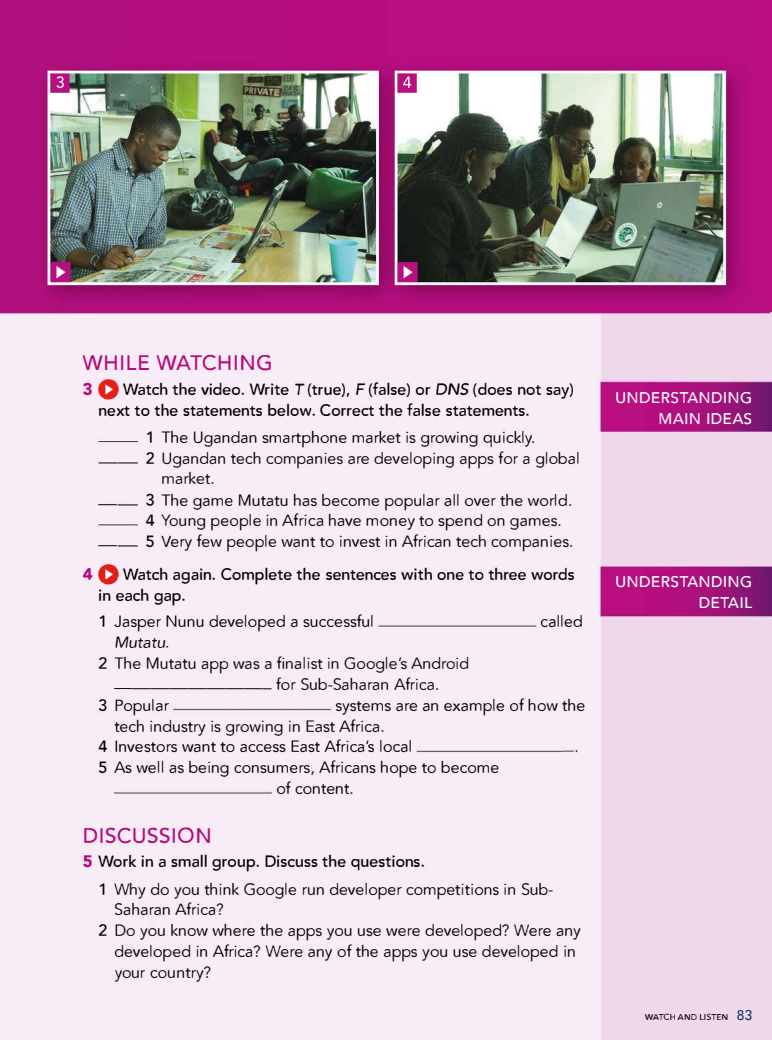 3
PRIVATE
4
WHILE WATCHING
3 Watch the video. Write T (true), F (false) or DNS (does not say)
next to the statements below. Correct the false statements.
1 The Ugandan smartphone market is growing quickly.
2 Ugandan tech companies are developing apps for a global
market.
3 The game Mutatu has become popular all over the world.
4 Young people in Africa have money to spend on games.
5 Very few people want to invest in African tech companies.
UNDERSTANDING
MAIN IDEAS
4 Watch again. Complete the sentences with one to three words
in each gap.
UNDERSTANDING
DETAIL
1 Jasper Nunu developed a successful called
Mutatu.
2 The Mutatu app was a finalist in Google's Android
for Sub-Saharan Africa.
3 Popular systems are an example of how the
tech industry is growing in East Africa.
4 Investors want to access East Africa's local .
5 As well as being consumers, Africans hope to become
of content.
DISCUSSION
5 Work in a small group. Discuss the questions.
1 Why do you think Google run developer competitions in Sub-
Saharan Africa?
2 Do you know where the apps you use were developed? Were any
developed in Africa? Were any of the apps you use developed in
your country?
WATCH AND LISTEN 83